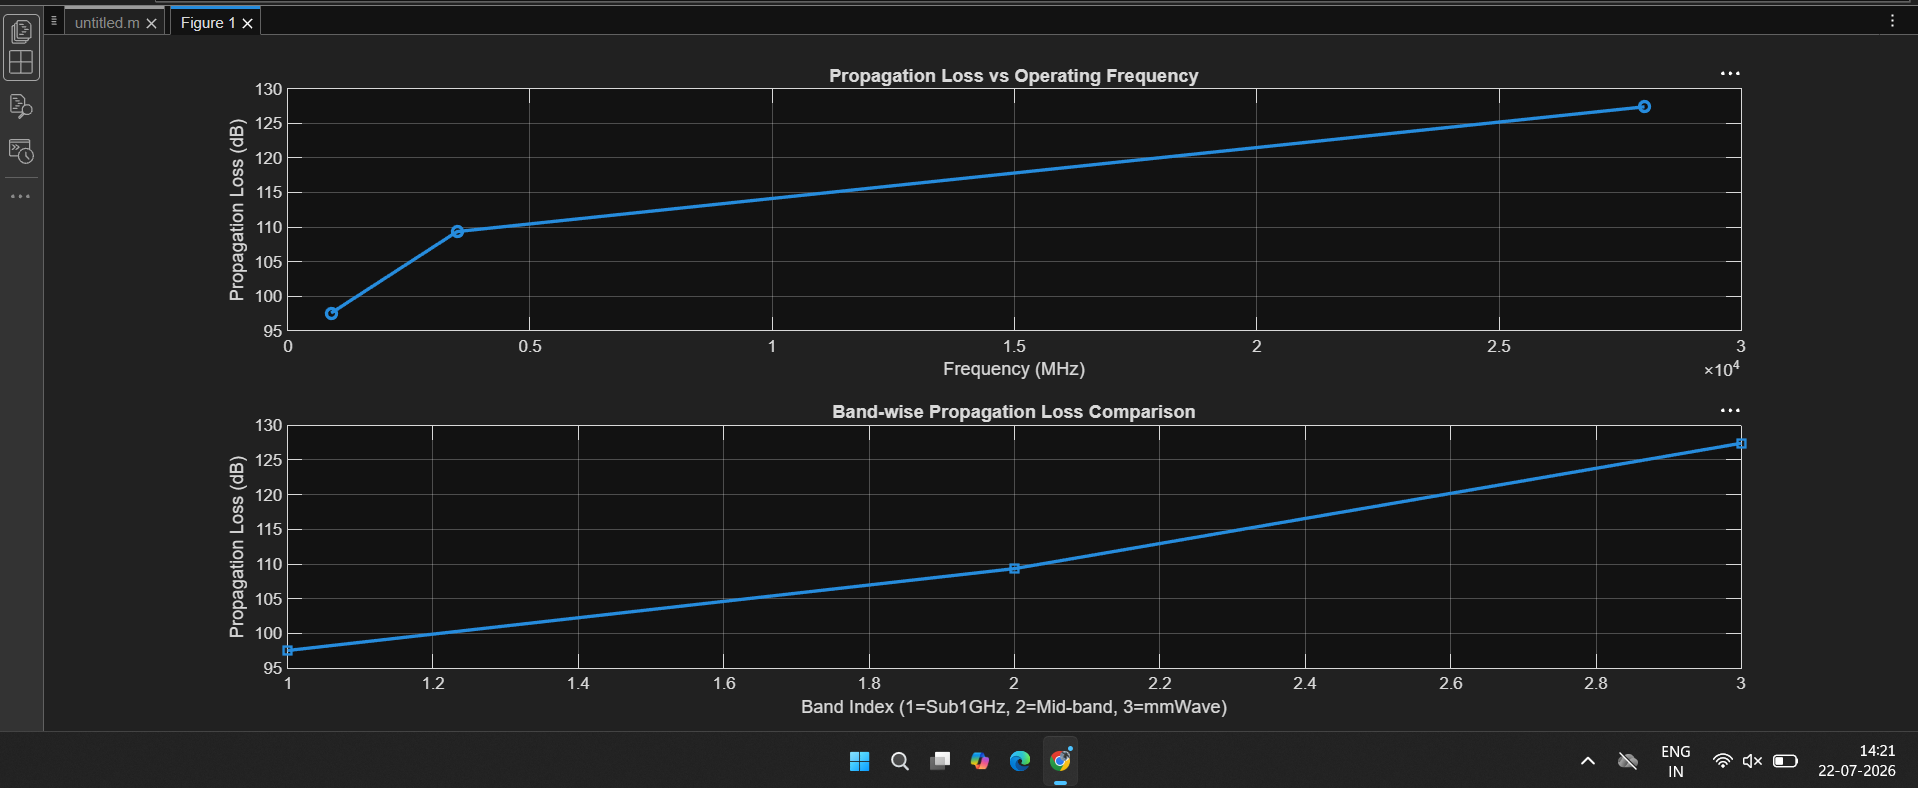 untitled.m
Figure 1
Propagation Loss vs Operating Frequency
130
125
120
115
110
105
100
95
Propagation Loss (dB)
0 0.5 1 1.5 2 2.5 3
Frequency (MHz)
×10⁴
Band-wise Propagation Loss Comparison
130
125
120
115
110
105
100
95
Propagation Loss (dB)
1 1.2 1.4 1.6 1.8 2 2.2 2.4 2.6 2.8 3
Band Index (1=Sub1GHz, 2=Mid-band, 3=mmWave)
ENG
IN
14:21
22-07-2026